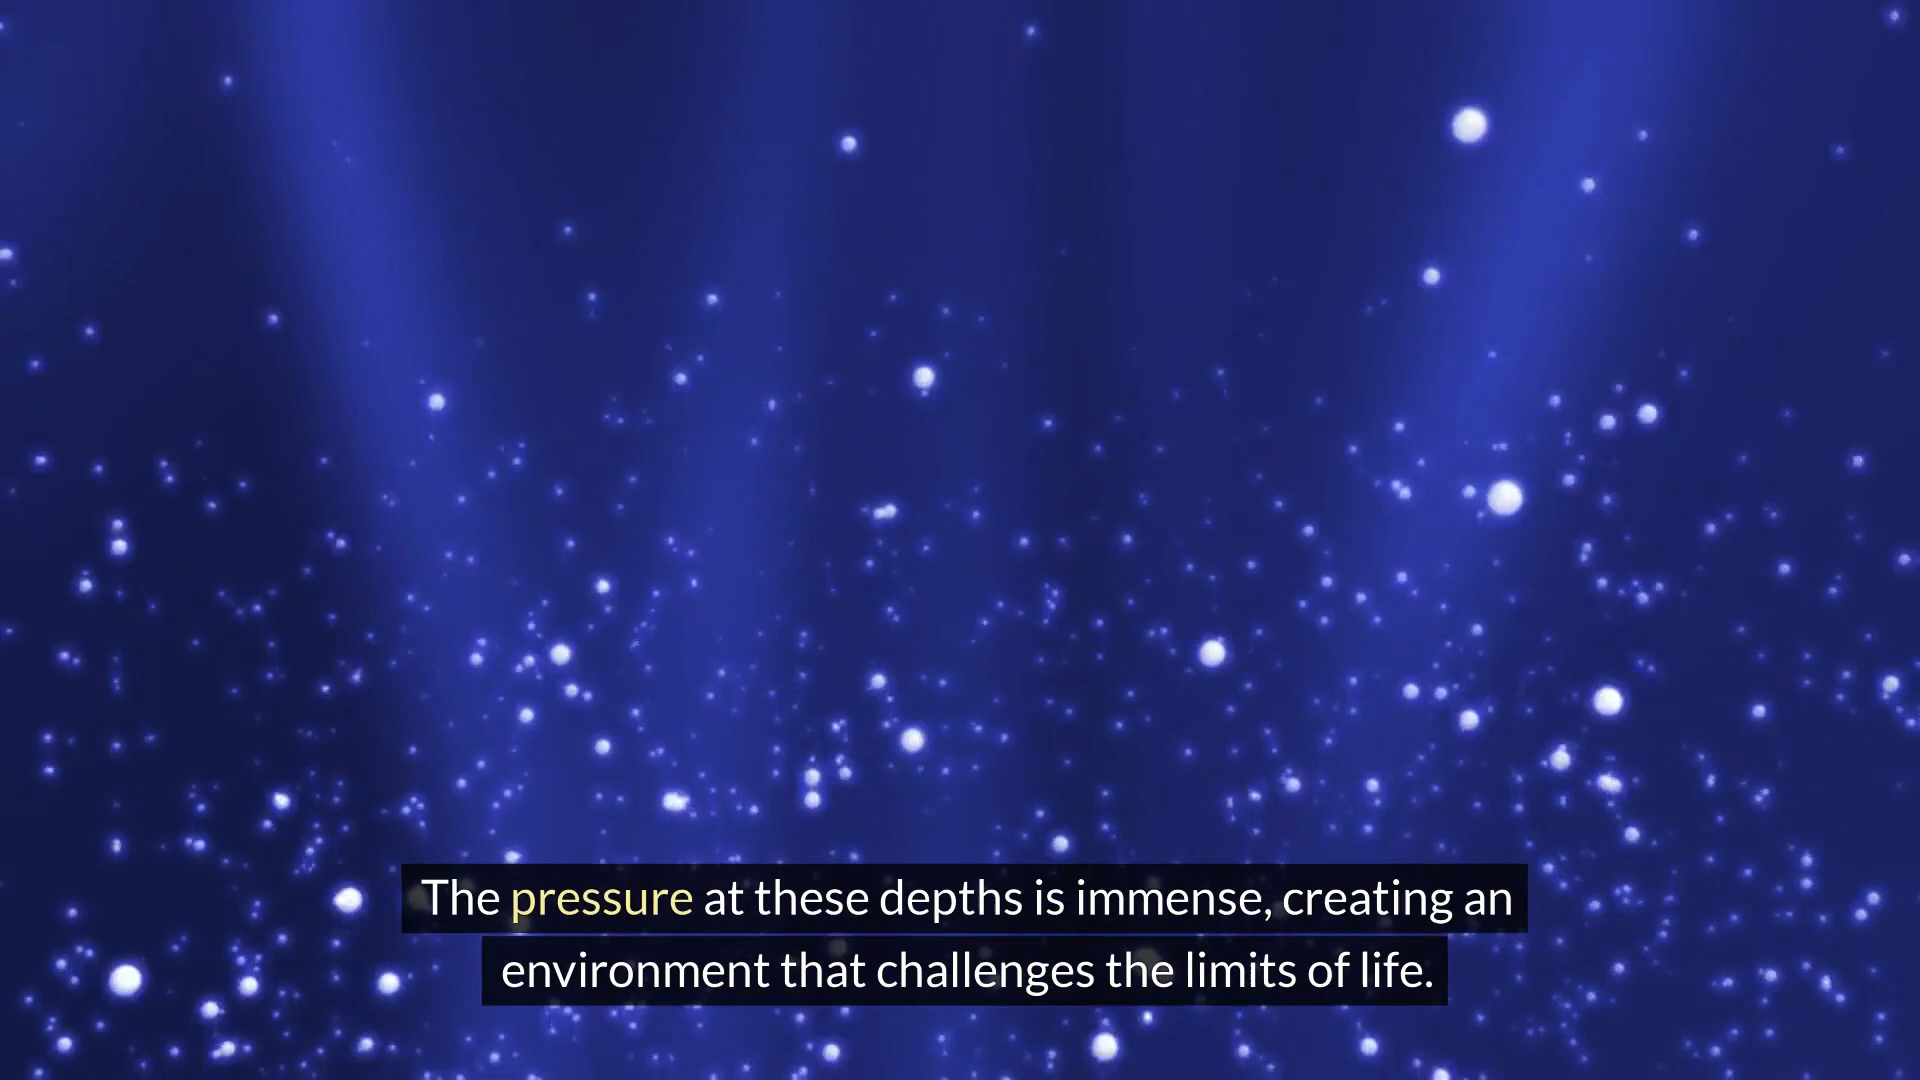 The pressure at these depths is immense, creating an
environment that challenges the limits of life.